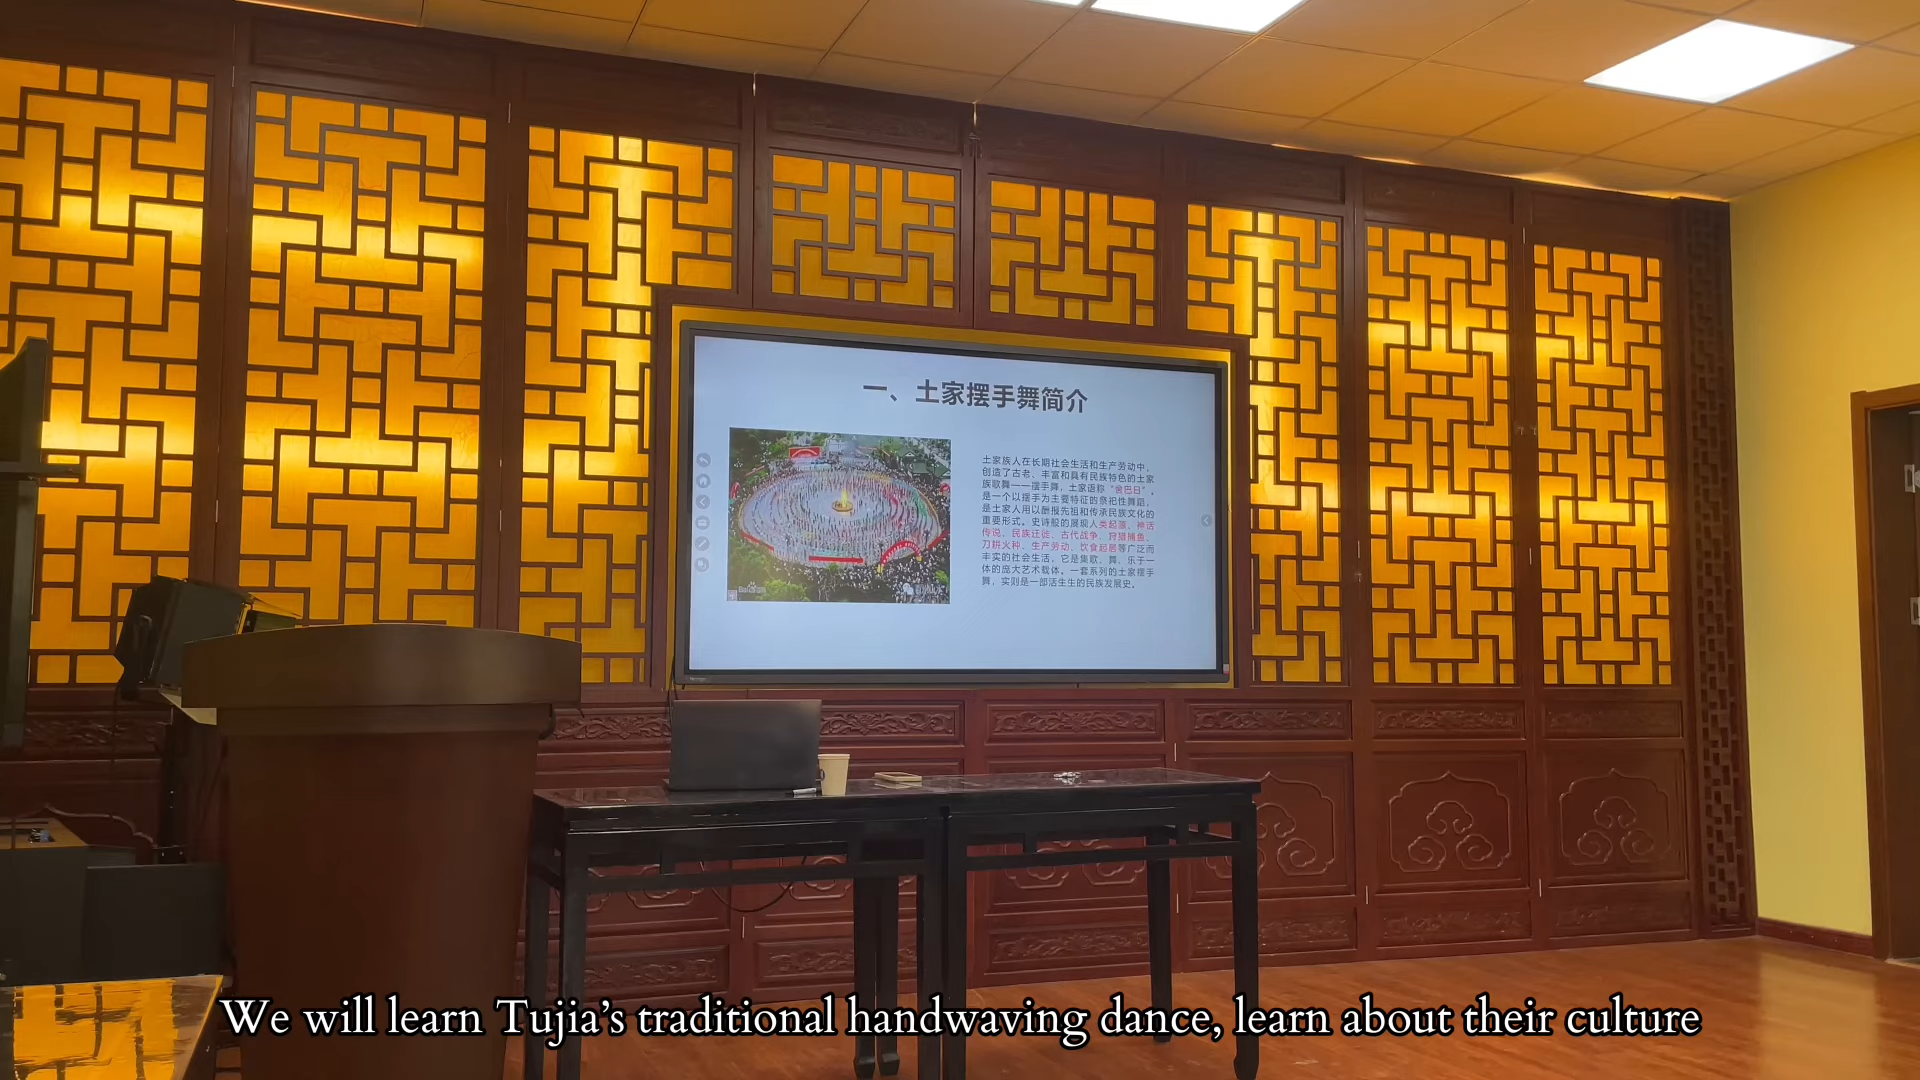 一、土家摆手舞简介
土家族人在长期社会生活和生产劳动中,
创造了古老、丰富和具有民族特色的土家
族歌舞——摆手舞,土家语称“舍巴日”。
是一个以摆手为主要特征的祭祀性舞蹈,
是土家人用以酬报先祖和传承民族文化的
重要形式。史诗般的展现人类起源、神话
传说、民族迁徙、古代战争、狩猎捕鱼、
刀耕火种、生产劳动、饮食起居等广泛而
丰实的社会生活,它是集歌、舞、乐于一
体的庞大艺术载体。一套系列的土家摆手
舞,实则是一部活生生的民族发展史。
We will learn Tujia’s traditional handwaving dance, learn about their culture